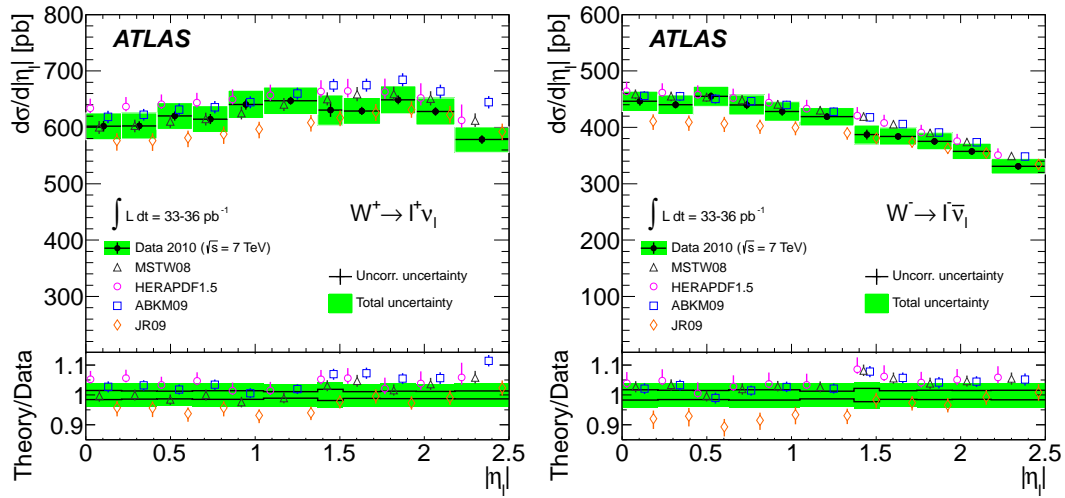 dσ/d|η_l| [pb]
800
700
600
500
400
300
ATLAS
∫ L dt = 33-36 pb⁻¹
W⁺→ l⁺ν_l
Data 2010 (√s = 7 TeV)
MSTW08
HERAPDF1.5
ABKM09
JR09
Uncorr. uncertainty
Total uncertainty
Theory/Data
1.1
1
0.9
0 0.5 1 1.5 2 2.5
|η_l|
dσ/d|η_l| [pb]
600
500
400
300
200
100
ATLAS
∫ L dt = 33-36 pb⁻¹
W⁻→ l⁻ν̅_l
Data 2010 (√s = 7 TeV)
MSTW08
HERAPDF1.5
ABKM09
JR09
Uncorr. uncertainty
Total uncertainty
Theory/Data
1.1
1
0.9
0 0.5 1 1.5 2 2.5
|η_l|